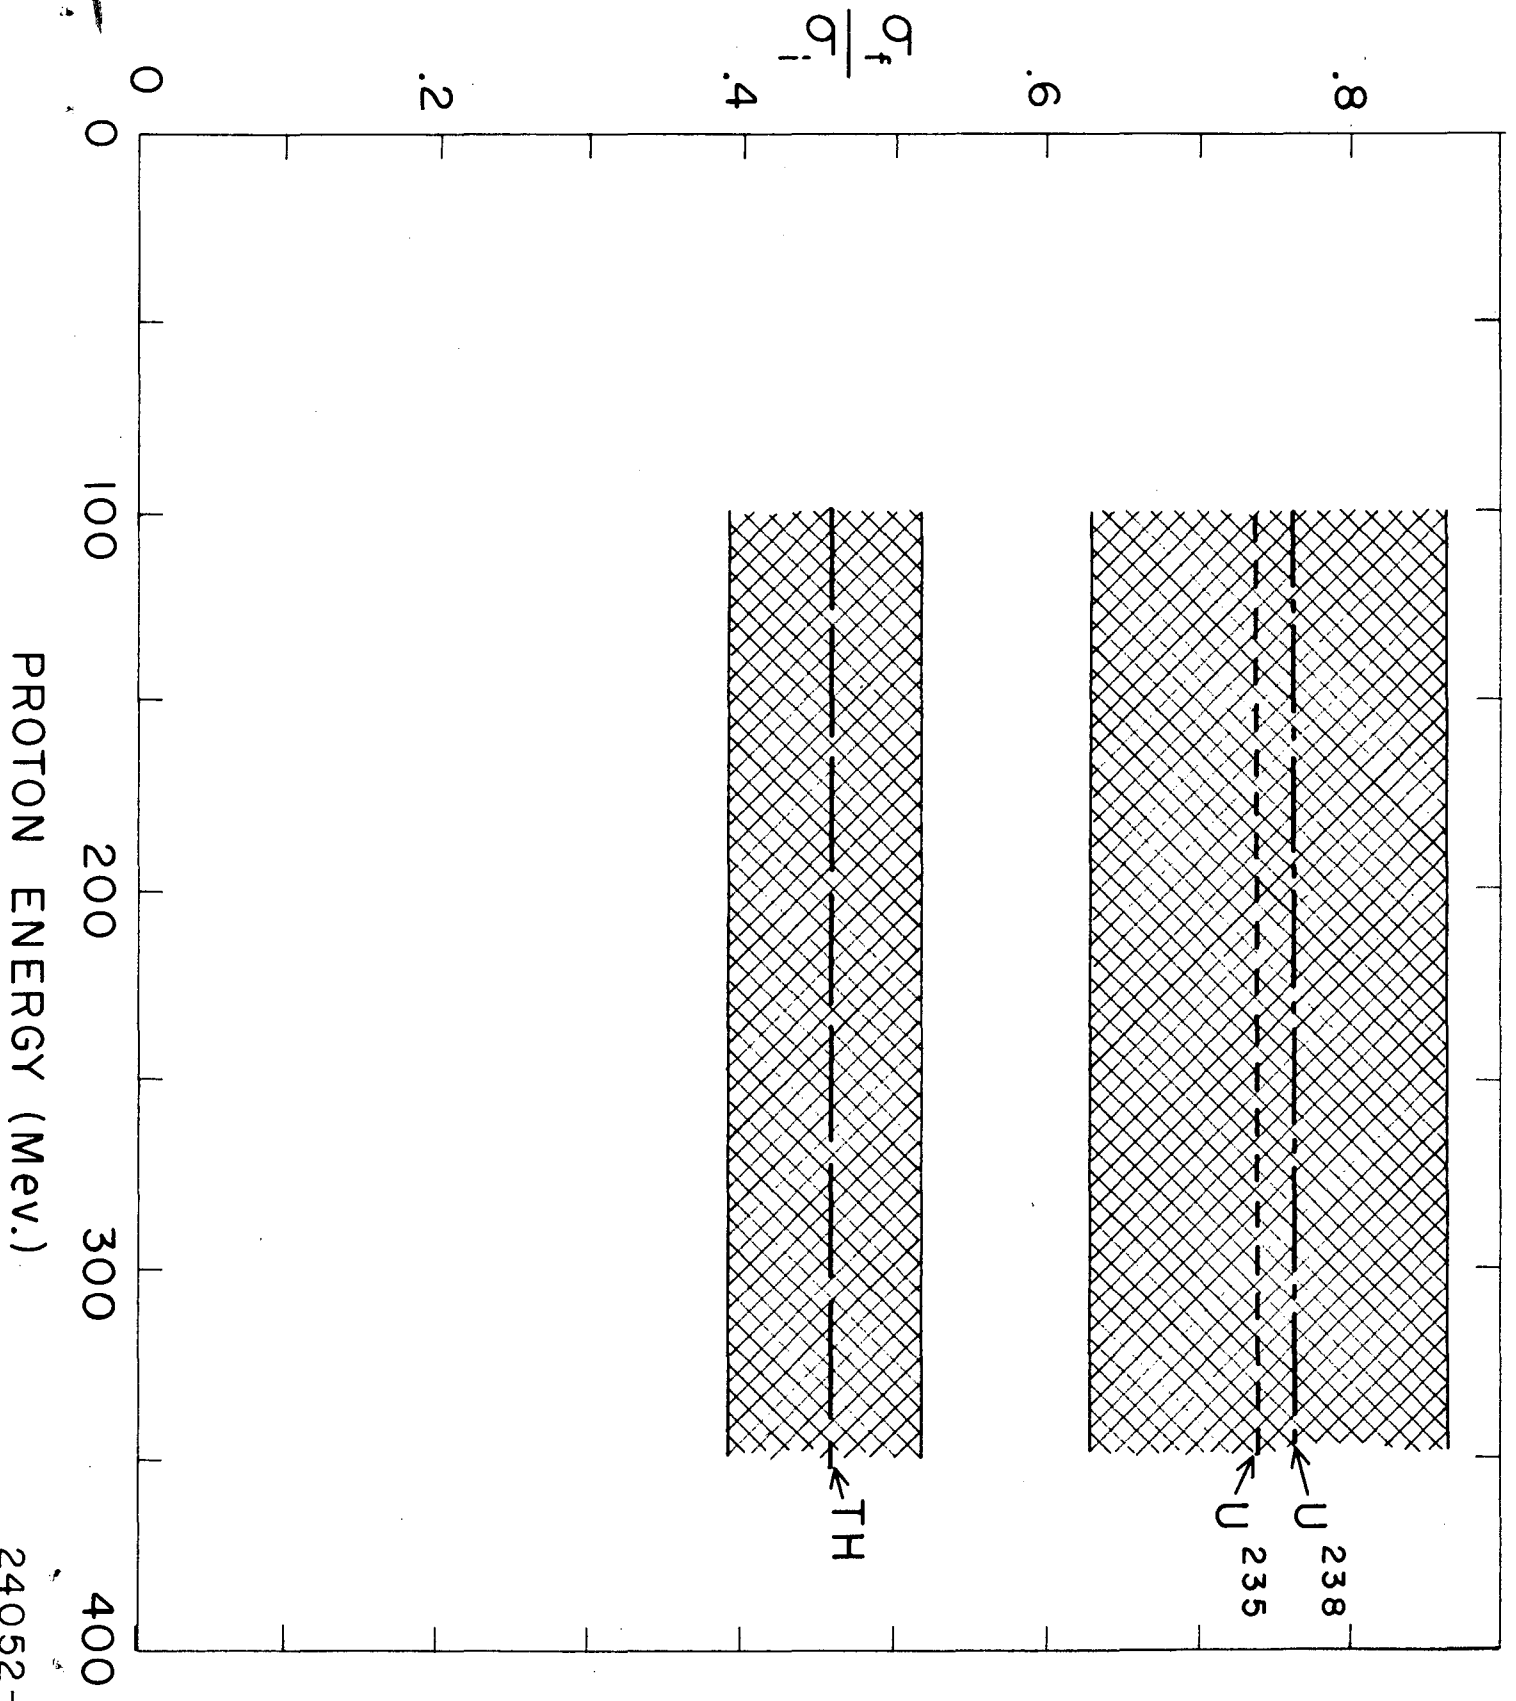 σf
σi
.8
.6
.4
.2
0
0 100 200 300 400
U 238
U 235
TH
PROTON ENERGY (Mev.)
24052-